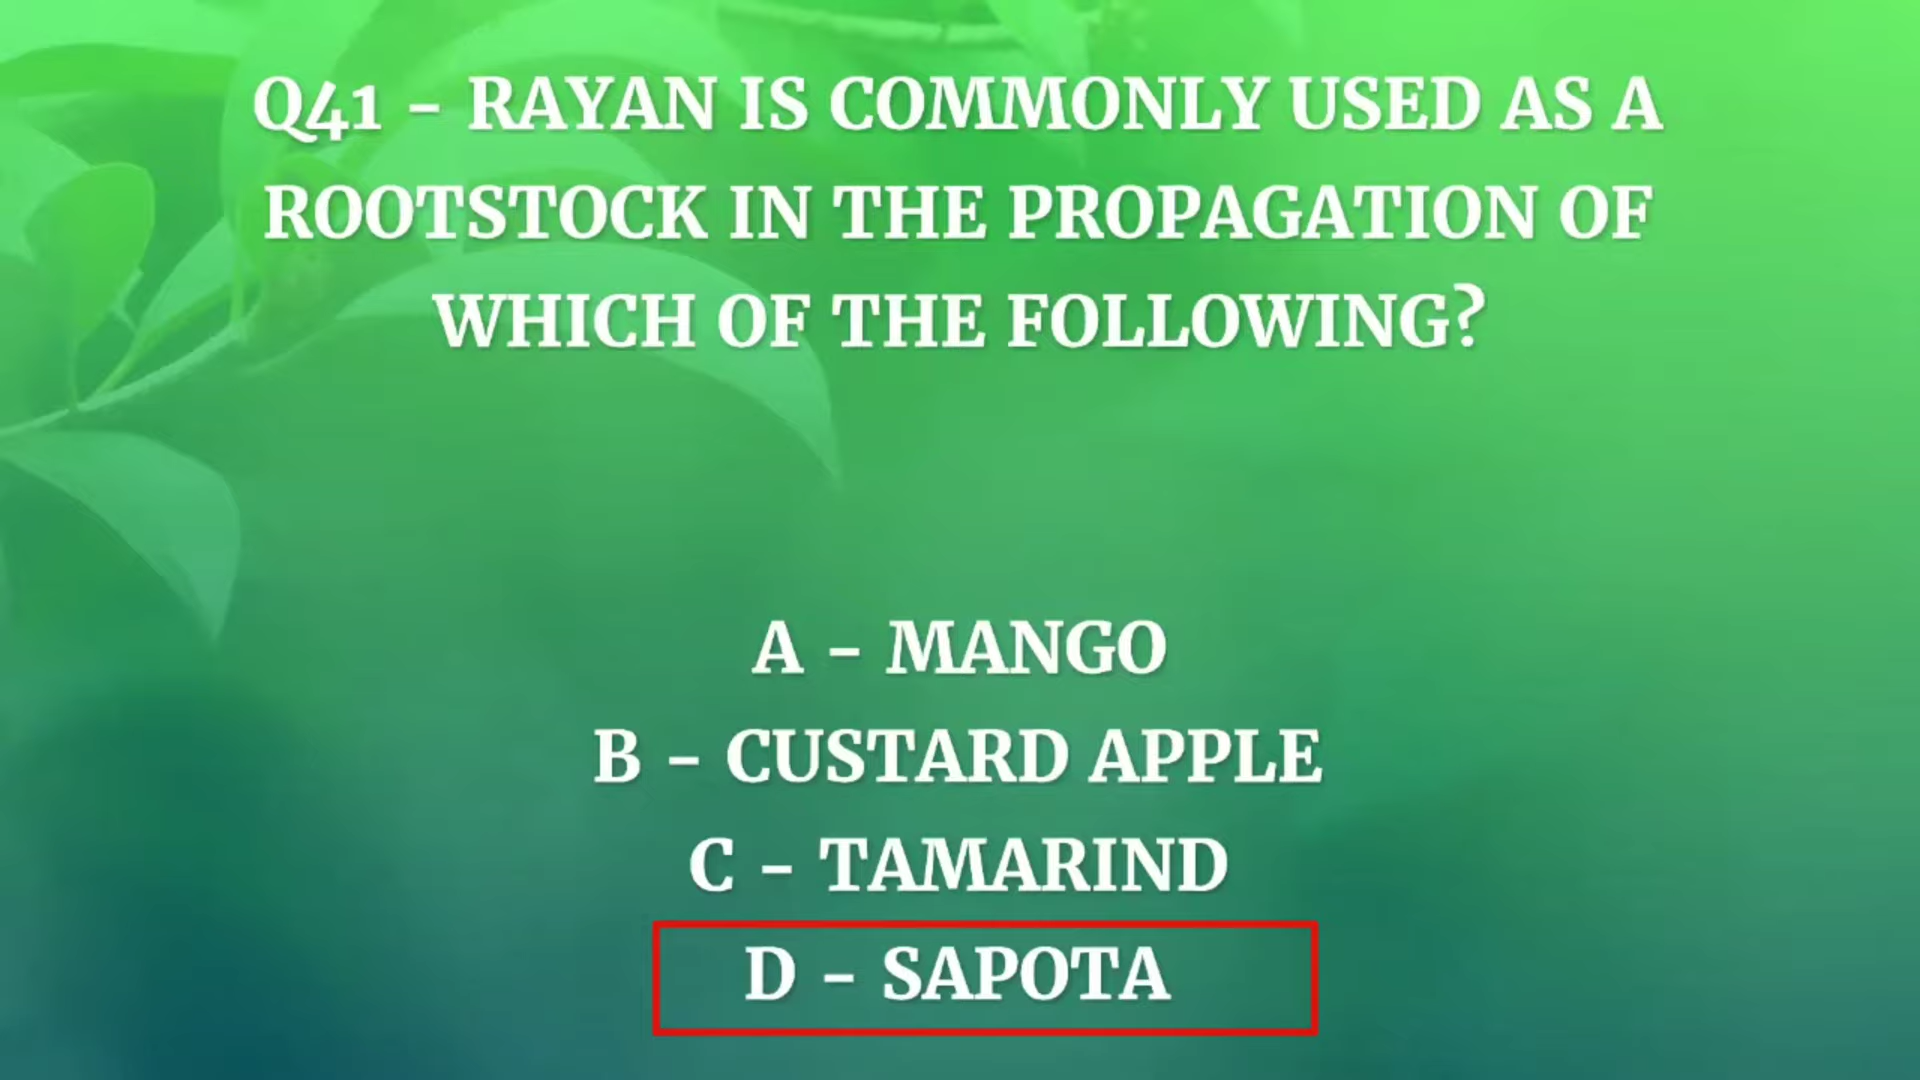 Q41 – RAYAN IS COMMONLY USED AS A
ROOTSTOCK IN THE PROPAGATION OF
WHICH OF THE FOLLOWING?
A – MANGO
B – CUSTARD APPLE
C – TAMARIND
D – SAPOTA